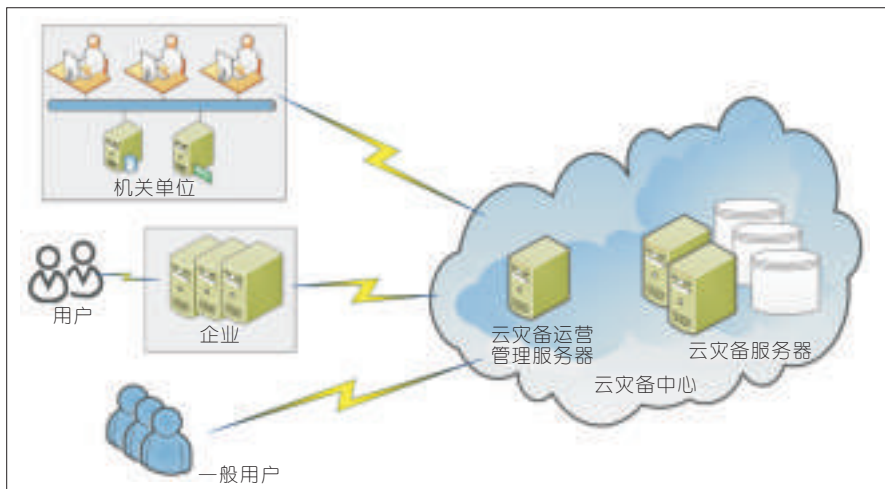 机关单位
用户
企业
云灾备运营
管理服务器
云灾备服务器
云灾备中心
一般用户